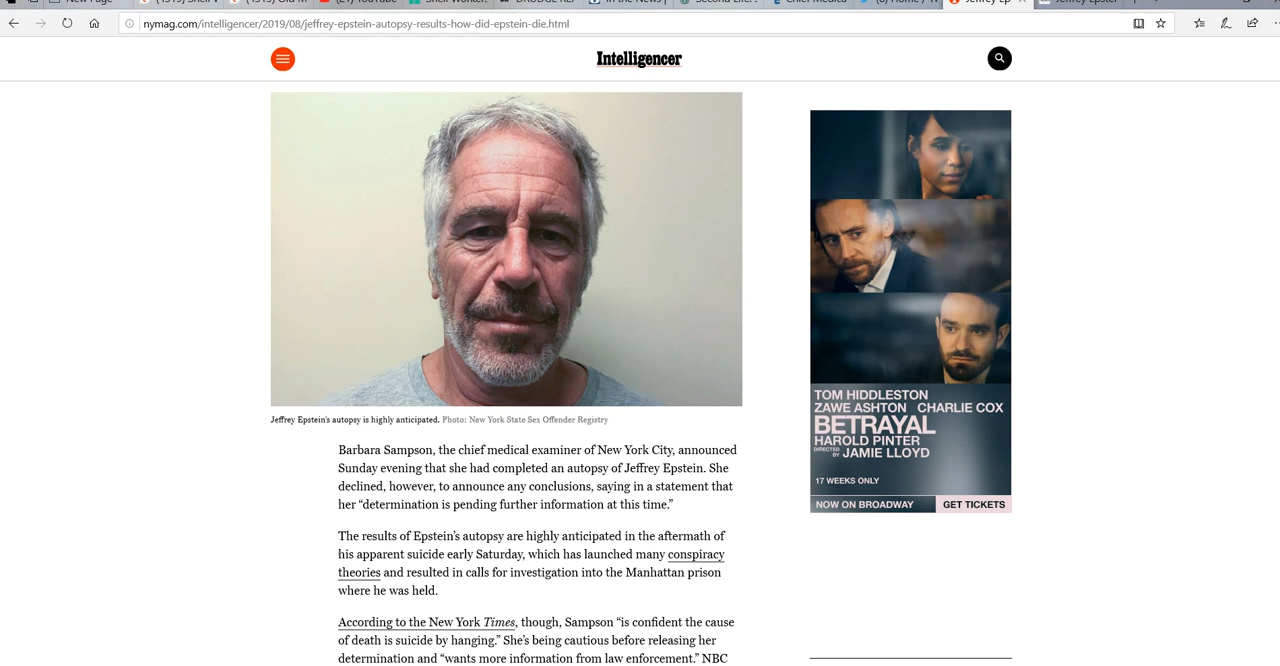 New Page
YouTube
nymag.com/intelligencer/2019/08/jeffrey-epstein-autopsy-results-how-did-epstein-die.html
Intelligencer
Jeffrey Epstein's autopsy is highly anticipated. Photo: New York State Sex Offender Registry
Barbara Sampson, the chief medical examiner of New York City, announced
Sunday evening that she had completed an autopsy of Jeffrey Epstein. She
declined, however, to announce any conclusions, saying in a statement that
her “determination is pending further information at this time.”
The results of Epstein’s autopsy are highly anticipated in the aftermath of
his apparent suicide early Saturday, which has launched many conspiracy
theories and resulted in calls for investigation into the Manhattan prison
where he was held.
According to the New York Times, though, Sampson “is confident the cause
of death is suicide by hanging.” She’s being cautious before releasing her
determination and “wants more information from law enforcement.” NBC
TOM HIDDLESTON
ZAWE ASHTON CHARLIE COX
BETRAYAL
HAROLD PINTER
DIRECTED BY JAMIE LLOYD
17 WEEKS ONLY
NOW ON BROADWAY GET TICKETS